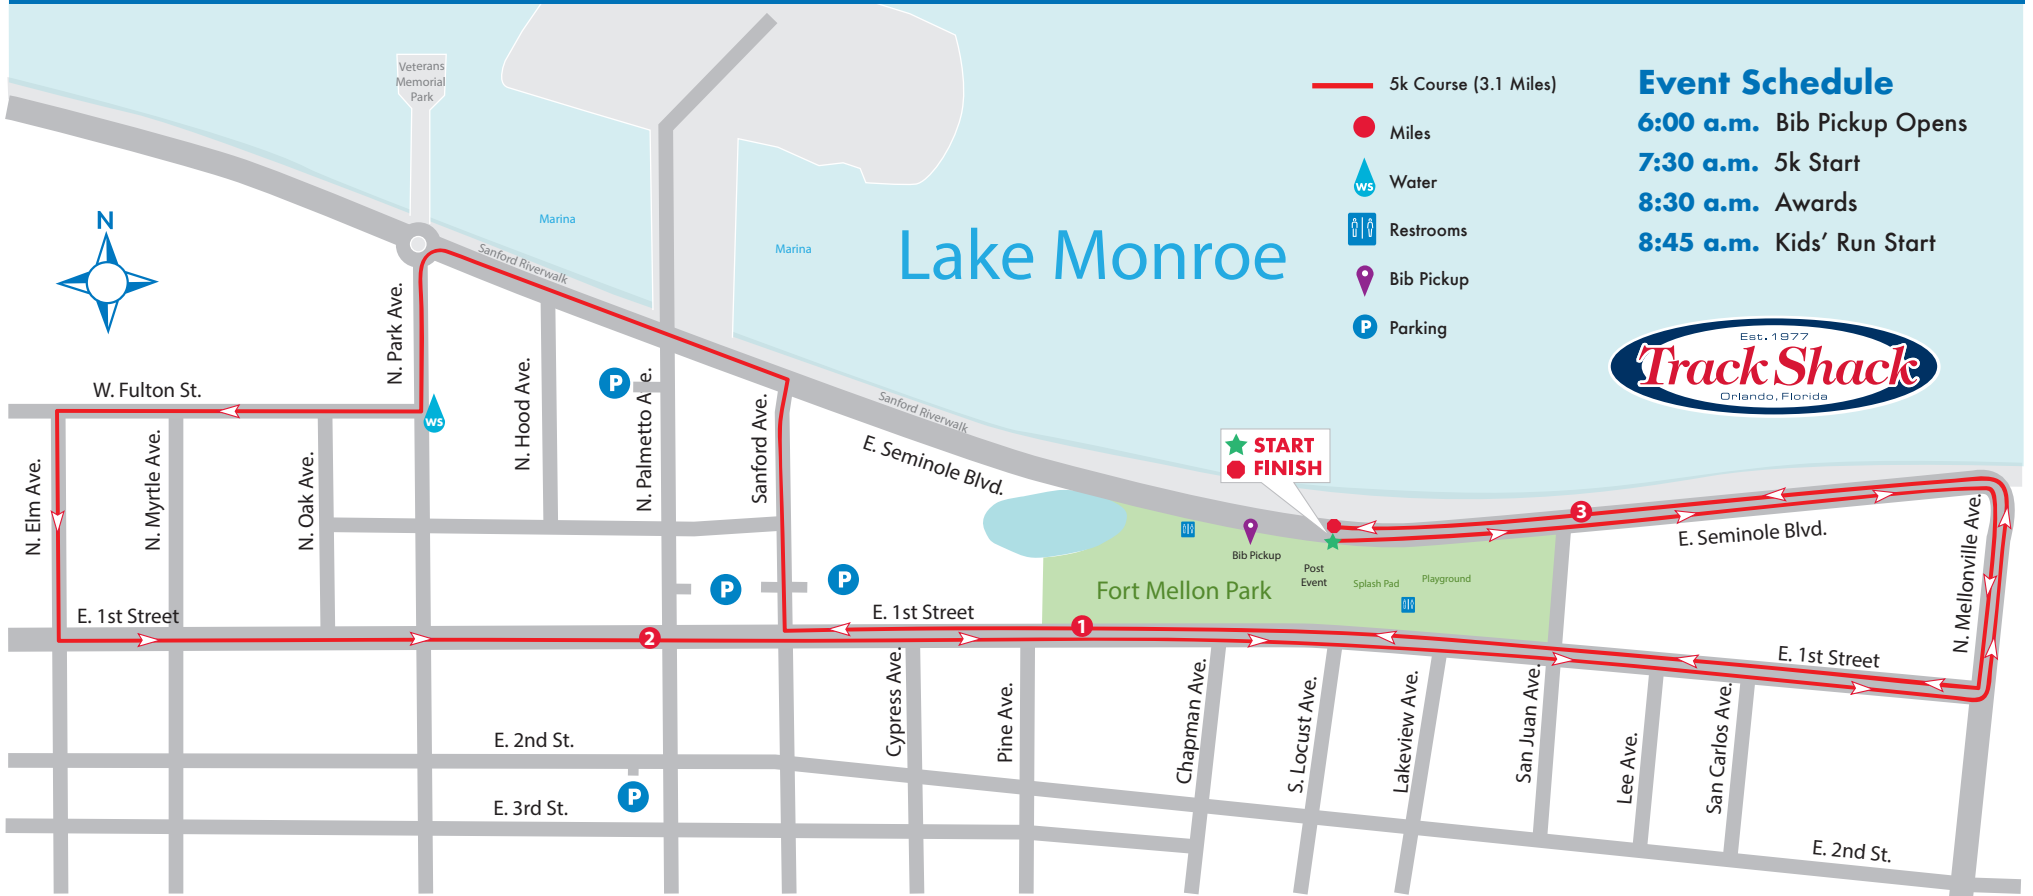 Veterans
Memorial
Park
N
Marina
Marina
Sanford Riverwalk
Lake Monroe
5k Course (3.1 Miles)
Miles
WS
Water
Restrooms
Bib Pickup
P
Parking
Event Schedule
6:00 a.m. Bib Pickup Opens
7:30 a.m. 5k Start
8:30 a.m. Awards
8:45 a.m. Kids’ Run Start
Est. 1977
Track Shack
Orlando, Florida
W. Fulton St.
N. Park Ave.
WS
N. Hood Ave.
P
N. Palmetto A e.
Sanford Ave.
Sanford Riverwalk
E. Seminole Blvd.
START
FINISH
3
E. Seminole Blvd.
N. Elm Ave.
N. Myrtle Ave.
N. Oak Ave.
Bib Pickup
Post
Event
Splash Pad
Playground
Fort Mellon Park
P
P
N. Mellonville Ave.
E. 1st Street
2
E. 1st Street
1
E. 1st Street
Cypress Ave.
Pine Ave.
Chapman Ave.
S. Locust Ave.
Lakeview Ave.
San Juan Ave.
Lee Ave.
San Carlos Ave.
E. 2nd St.
P
E. 3rd St.
E. 2nd St.